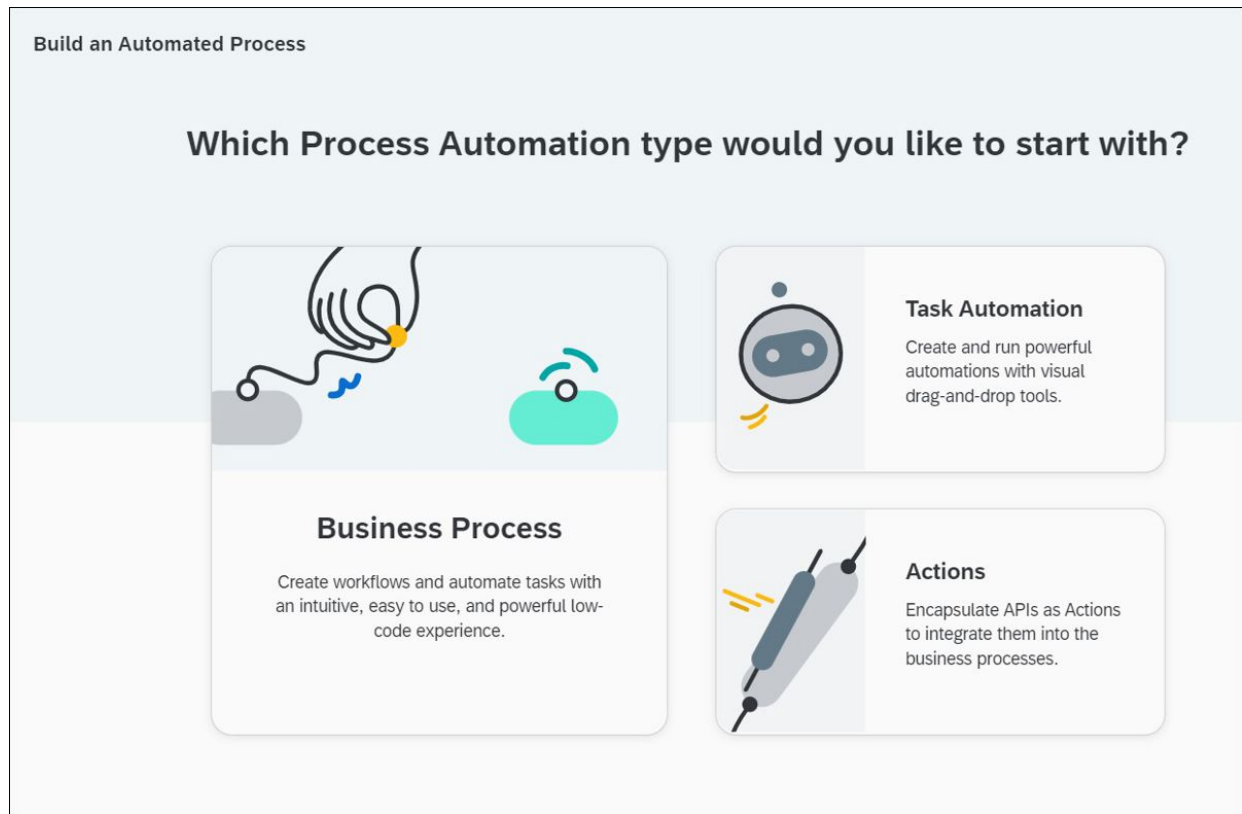 Build an Automated Process
Which Process Automation type would you like to start with?
Business Process
Create workflows and automate tasks with
an intuitive, easy to use, and powerful low-
code experience.
Task Automation
Create and run powerful
automations with visual
drag-and-drop tools.
Actions
Encapsulate APIs as Actions
to integrate them into the
business processes.